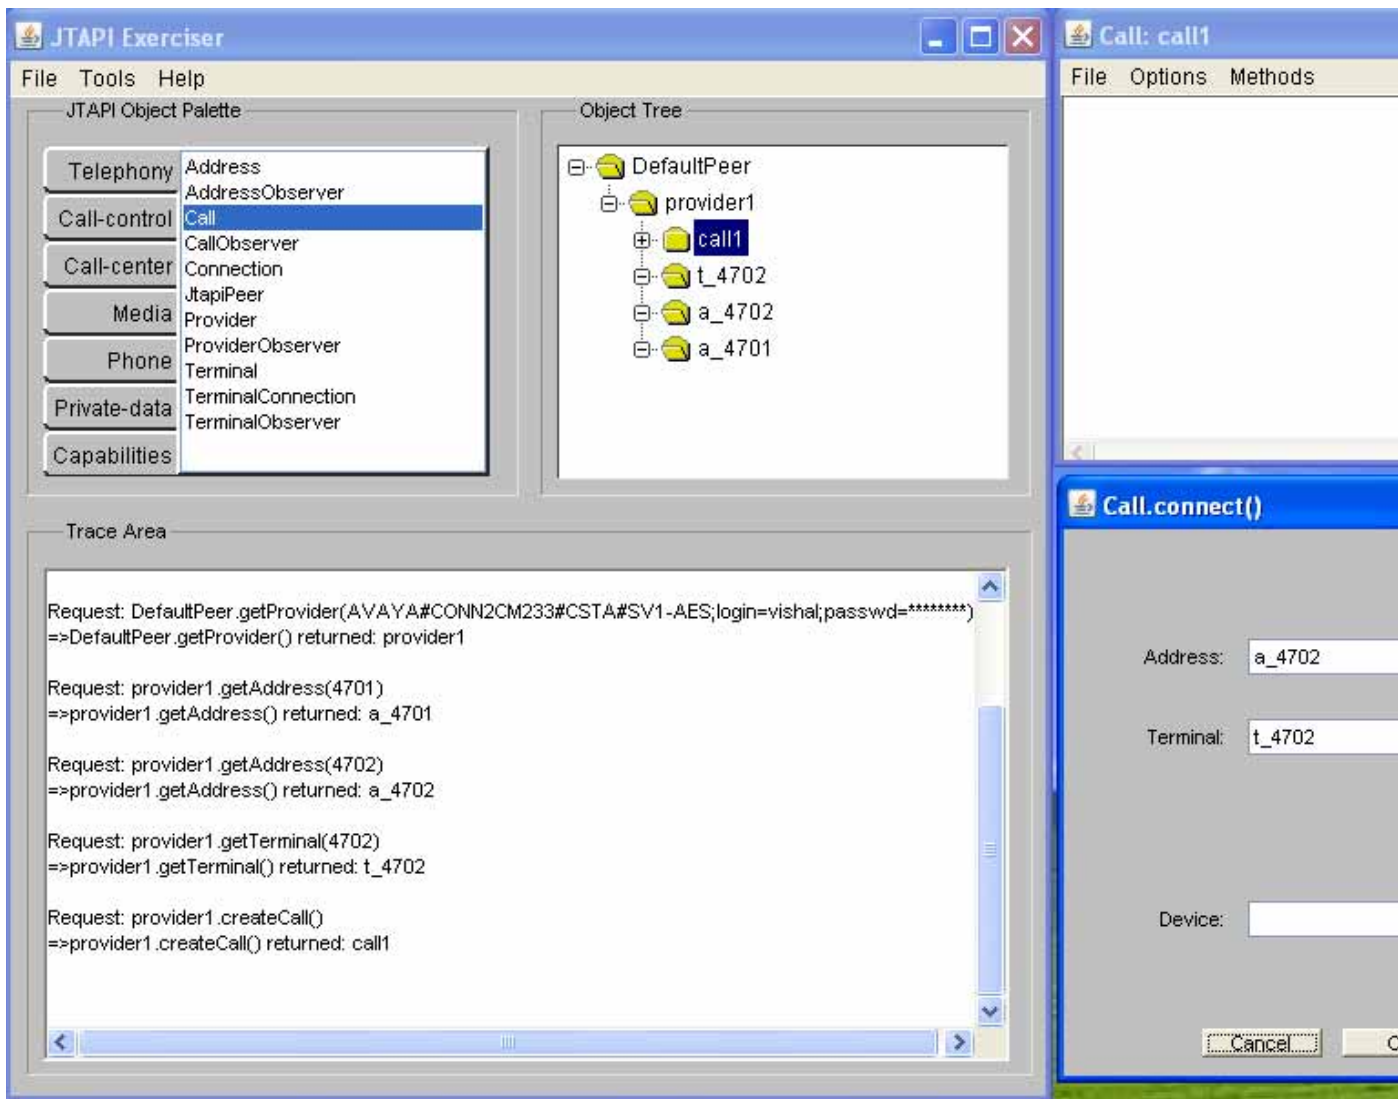 JTAPI Exerciser
File Tools Help
JTAPI Object Palette
Telephony
Call-control
Call-center
Media
Phone
Private-data
Capabilities
Address
AddressObserver
Call
CallObserver
Connection
JtapiPeer
Provider
ProviderObserver
Terminal
TerminalConnection
TerminalObserver
Object Tree
DefaultPeer
provider1
call1
t_4702
a_4702
a_4701
Trace Area
Request: DefaultPeer.getProvider(AVAYA#CONN2CM233#CSTA#SV1-AES;login=vishal;passwd=********)
=>DefaultPeer.getProvider() returned: provider1
Request: provider1.getAddress(4701)
=>provider1.getAddress() returned: a_4701
Request: provider1.getAddress(4702)
=>provider1.getAddress() returned: a_4702
Request: provider1.getTerminal(4702)
=>provider1.getTerminal() returned: t_4702
Request: provider1.createCall()
=>provider1.createCall() returned: call1
Call: call1
File Options Methods
Call.connect()
Address: a_4702
Terminal: t_4702
Device:
Cancel